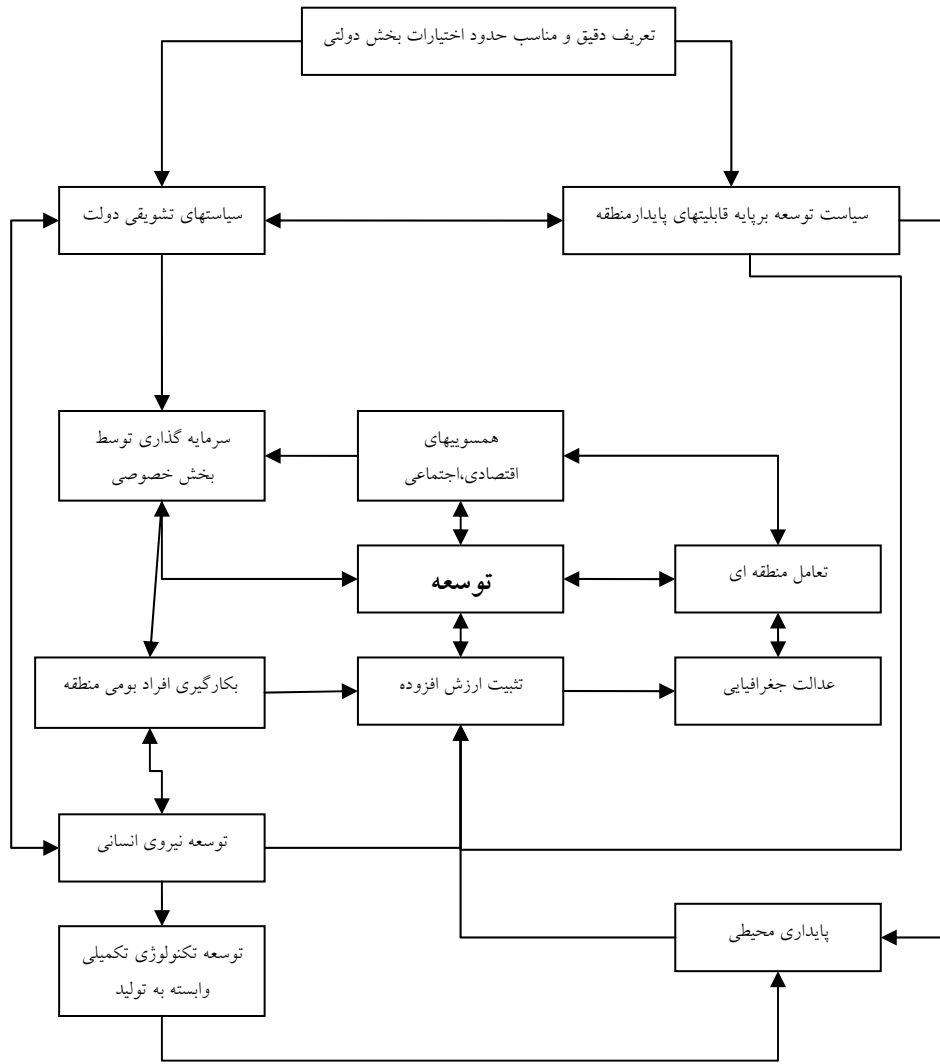 تعریف دقیق و مناسب حدود اختیارات بخش دولتی
سیاست توسعه برپایه قابلیتهای پایدارمنطقه
سیاستهای تشویقی دولت
همسوییهای
اقتصادی،اجتماعی
سرمایه گذاری توسط
بخش خصوصی
تعامل منطقه ای
توسعه
عدالت جغرافیایی
تثبیت ارزش افزوده
بکارگیری افراد بومی منطقه
توسعه نیروی انسانی
پایداری محیطی
توسعه تکنولوژی تکمیلی
وابسته به تولید